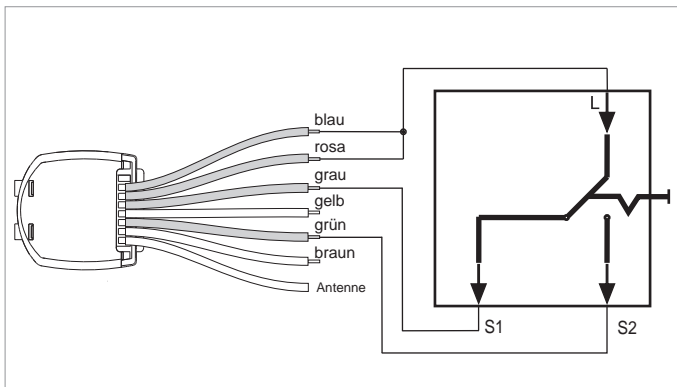 blau
rosa
grau
gelb
grün
braun
Antenne
L
S1
S2